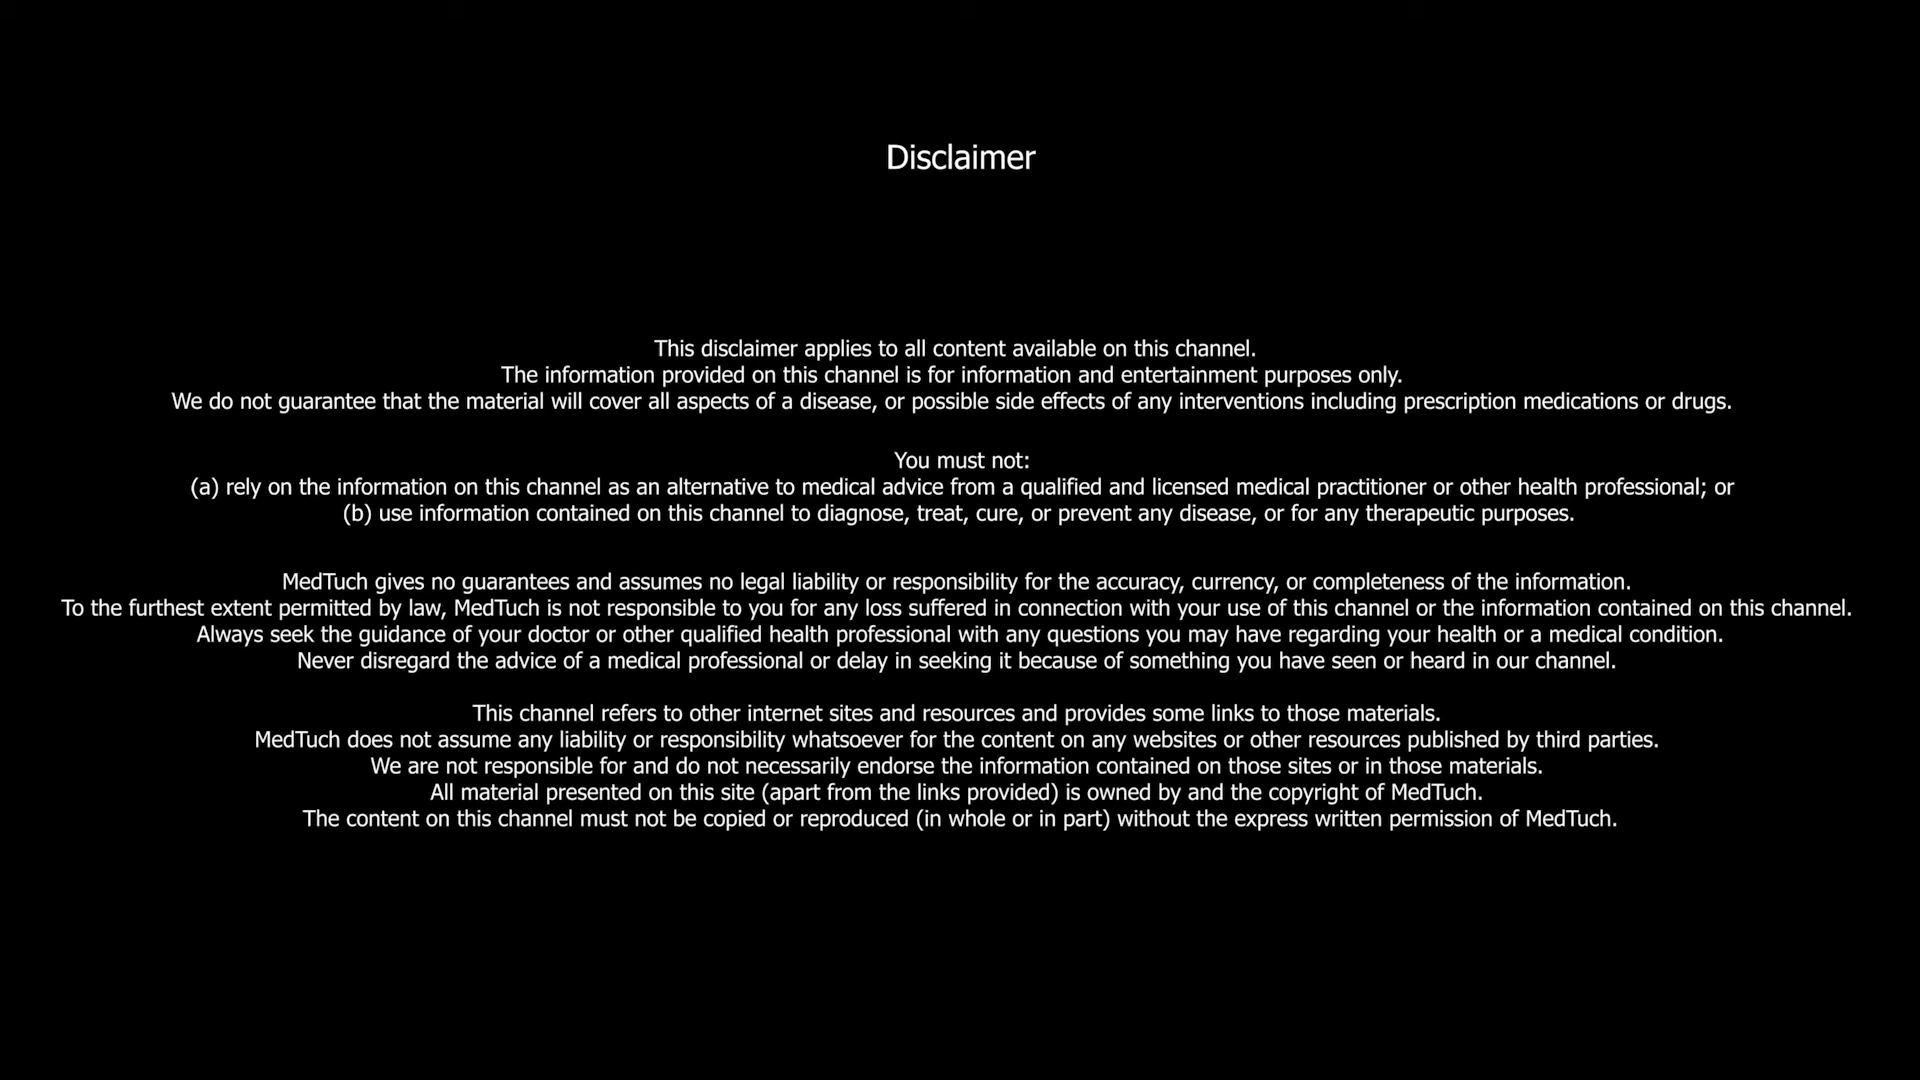 Disclaimer
This disclaimer applies to all content available on this channel.
The information provided on this channel is for information and entertainment purposes only.
We do not guarantee that the material will cover all aspects of a disease, or possible side effects of any interventions including prescription medications or drugs.
You must not:
(a) rely on the information on this channel as an alternative to medical advice from a qualified and licensed medical practitioner or other health professional; or
(b) use information contained on this channel to diagnose, treat, cure, or prevent any disease, or for any therapeutic purposes.
MedTuch gives no guarantees and assumes no legal liability or responsibility for the accuracy, currency, or completeness of the information.
To the furthest extent permitted by law, MedTuch is not responsible to you for any loss suffered in connection with your use of this channel or the information contained on this channel.
Always seek the guidance of your doctor or other qualified health professional with any questions you may have regarding your health or a medical condition.
Never disregard the advice of a medical professional or delay in seeking it because of something you have seen or heard in our channel.
This channel refers to other internet sites and resources and provides some links to those materials.
MedTuch does not assume any liability or responsibility whatsoever for the content on any websites or other resources published by third parties.
We are not responsible for and do not necessarily endorse the information contained on those sites or in those materials.
All material presented on this site (apart from the links provided) is owned by and the copyright of MedTuch.
The content on this channel must not be copied or reproduced (in whole or in part) without the express written permission of MedTuch.